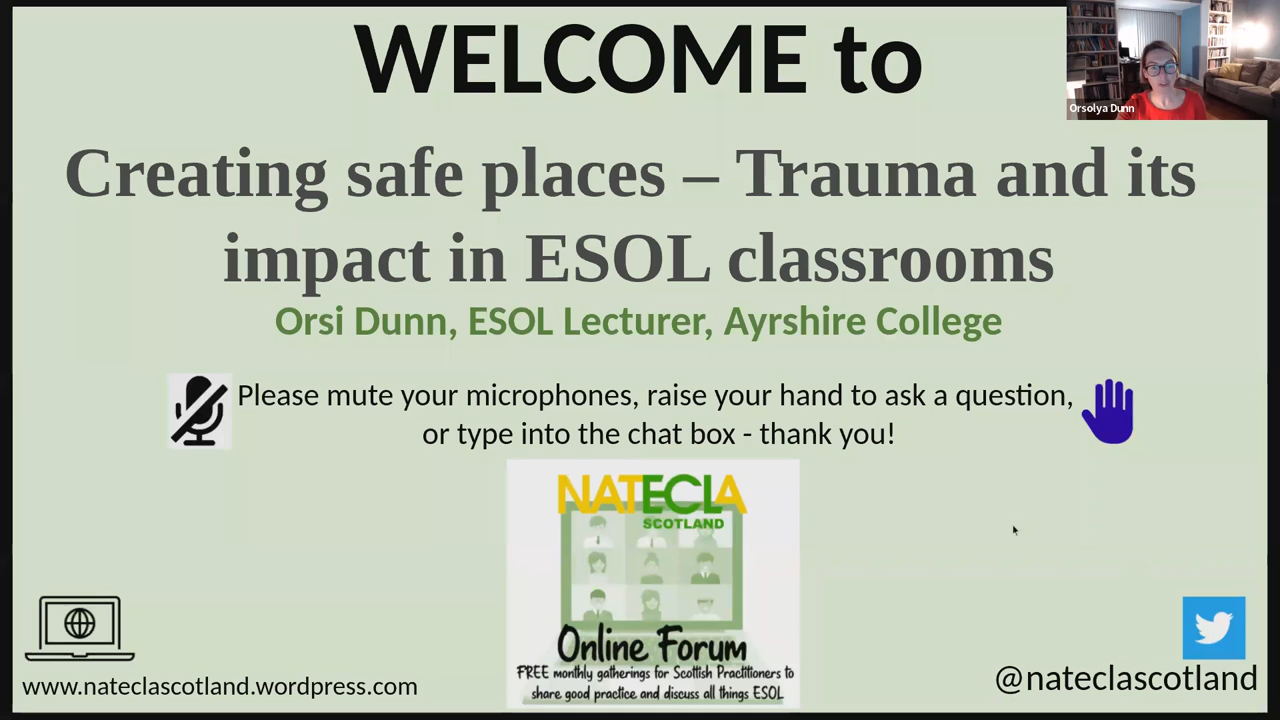 WELCOME to
Orsolya Dunn
Creating safe places – Trauma and its
impact in ESOL classrooms
Orsi Dunn, ESOL Lecturer, Ayrshire College
Please mute your microphones, raise your hand to ask a question,
or type into the chat box - thank you!
NATECLA
SCOTLAND
Online Forum
FREE monthly gatherings for Scottish Practitioners to
share good practice and discuss all things ESOL
www.nateclascotland.wordpress.com
@nateclascotland